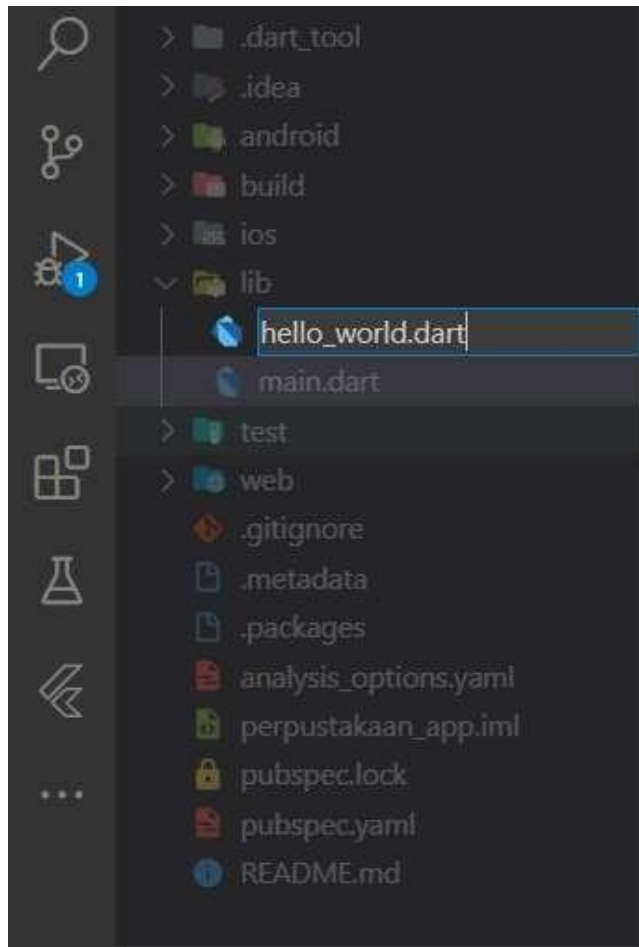 .dart_tool
.idea
android
build
ios
lib
1
hello_world.dart
main.dart
test
web
.gitignore
.metadata
.packages
analysis_options.yaml
perpustakaan_app.iml
pubspec.lock
pubspec.yaml
README.md